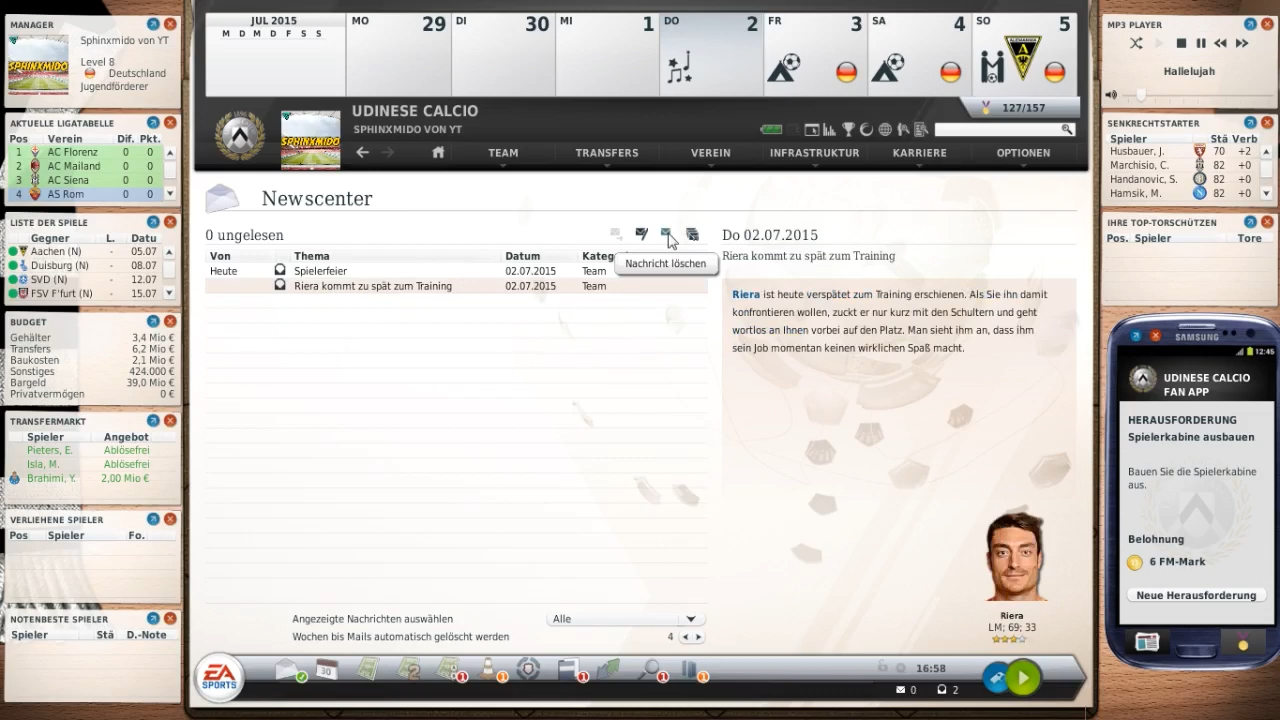 MANAGER
Sphinxmido von YT
SPHINXMIDO
Level 8
Deutschland
Jugendförderer
AKTUELLE LIGATABELLE
Pos Verein Dif. Pkt.
1 AC Florenz 0 0
2 AC Mailand 0 0
3 AC Siena 0 0
4 AS Rom 0 0
LISTE DER SPIELE
Gegner L. Datu
Aachen (N) - 05.07
Duisburg (N) - 08.07
SVD (N) - 12.07
FSV F'furt (N) - 15.07
BUDGET
Gehälter 3,4 Mio €
Transfers 6,2 Mio €
Baukosten 2,1 Mio €
Sonstiges 424.000 €
Bargeld 39,0 Mio €
Privatvermögen 0 €
TRANSFERMARKT
Spieler Angebot
Pieters, E. Ablösefrei
Isla, M. Ablösefrei
Brahimi, Y. 2,00 Mio €
VERLIEHENE SPIELER
Pos Spieler Fo.
NOTENBESTE SPIELER
Spieler Stä D.-Note
JUL 2015
M D M D F S S
MO 29
DI 30
MI 1
DO 2
FR 3
SA 4
SO 5
127/157
UDINESE CALCIO
SPHINXMIDO VON YT
SPHINXMIDO
TEAM TRANSFERS VEREIN INFRASTRUKTUR KARRIERE OPTIONEN
Newscenter
0 ungelesen
Von Thema Datum Kateg
Heute Spielerfeier 02.07.2015 Team
Riera kommt zu spät zum Training 02.07.2015 Team
Nachricht löschen
Do 02.07.2015
Riera kommt zu spät zum Training
Riera ist heute verspätet zum Training erschienen. Als Sie ihn damit
konfrontieren wollen, zuckt er nur kurz mit den Schultern und geht
wortlos an Ihnen vorbei auf den Platz. Man sieht ihm an, dass ihm
sein Job momentan keinen wirklichen Spaß macht.
Riera
LM; 69; 33
Angezeigte Nachrichten auswählen Alle
Wochen bis Mails automatisch gelöscht werden 4
EA
SPORTS
30
2
1
1
1
1
1
16:58
0 2
MP3 PLAYER
Hallelujah
SENKRECHTSTARTER
Spieler Stä Verb
Husbauer, J. 70 +2
Marchisio, C. 82 +0
Handanovic, S. 82 +0
Hamsik, M. 82 +0
IHRE TOP-TORSCHÜTZEN
Pos. Spieler Tore
SAMSUNG
12:45
UDINESE CALCIO
FAN APP
HERAUSFORDERUNG
Spielerkabine ausbauen
Bauen Sie die Spielerkabine
aus.
Belohnung
6 FM-Mark
Neue Herausforderung